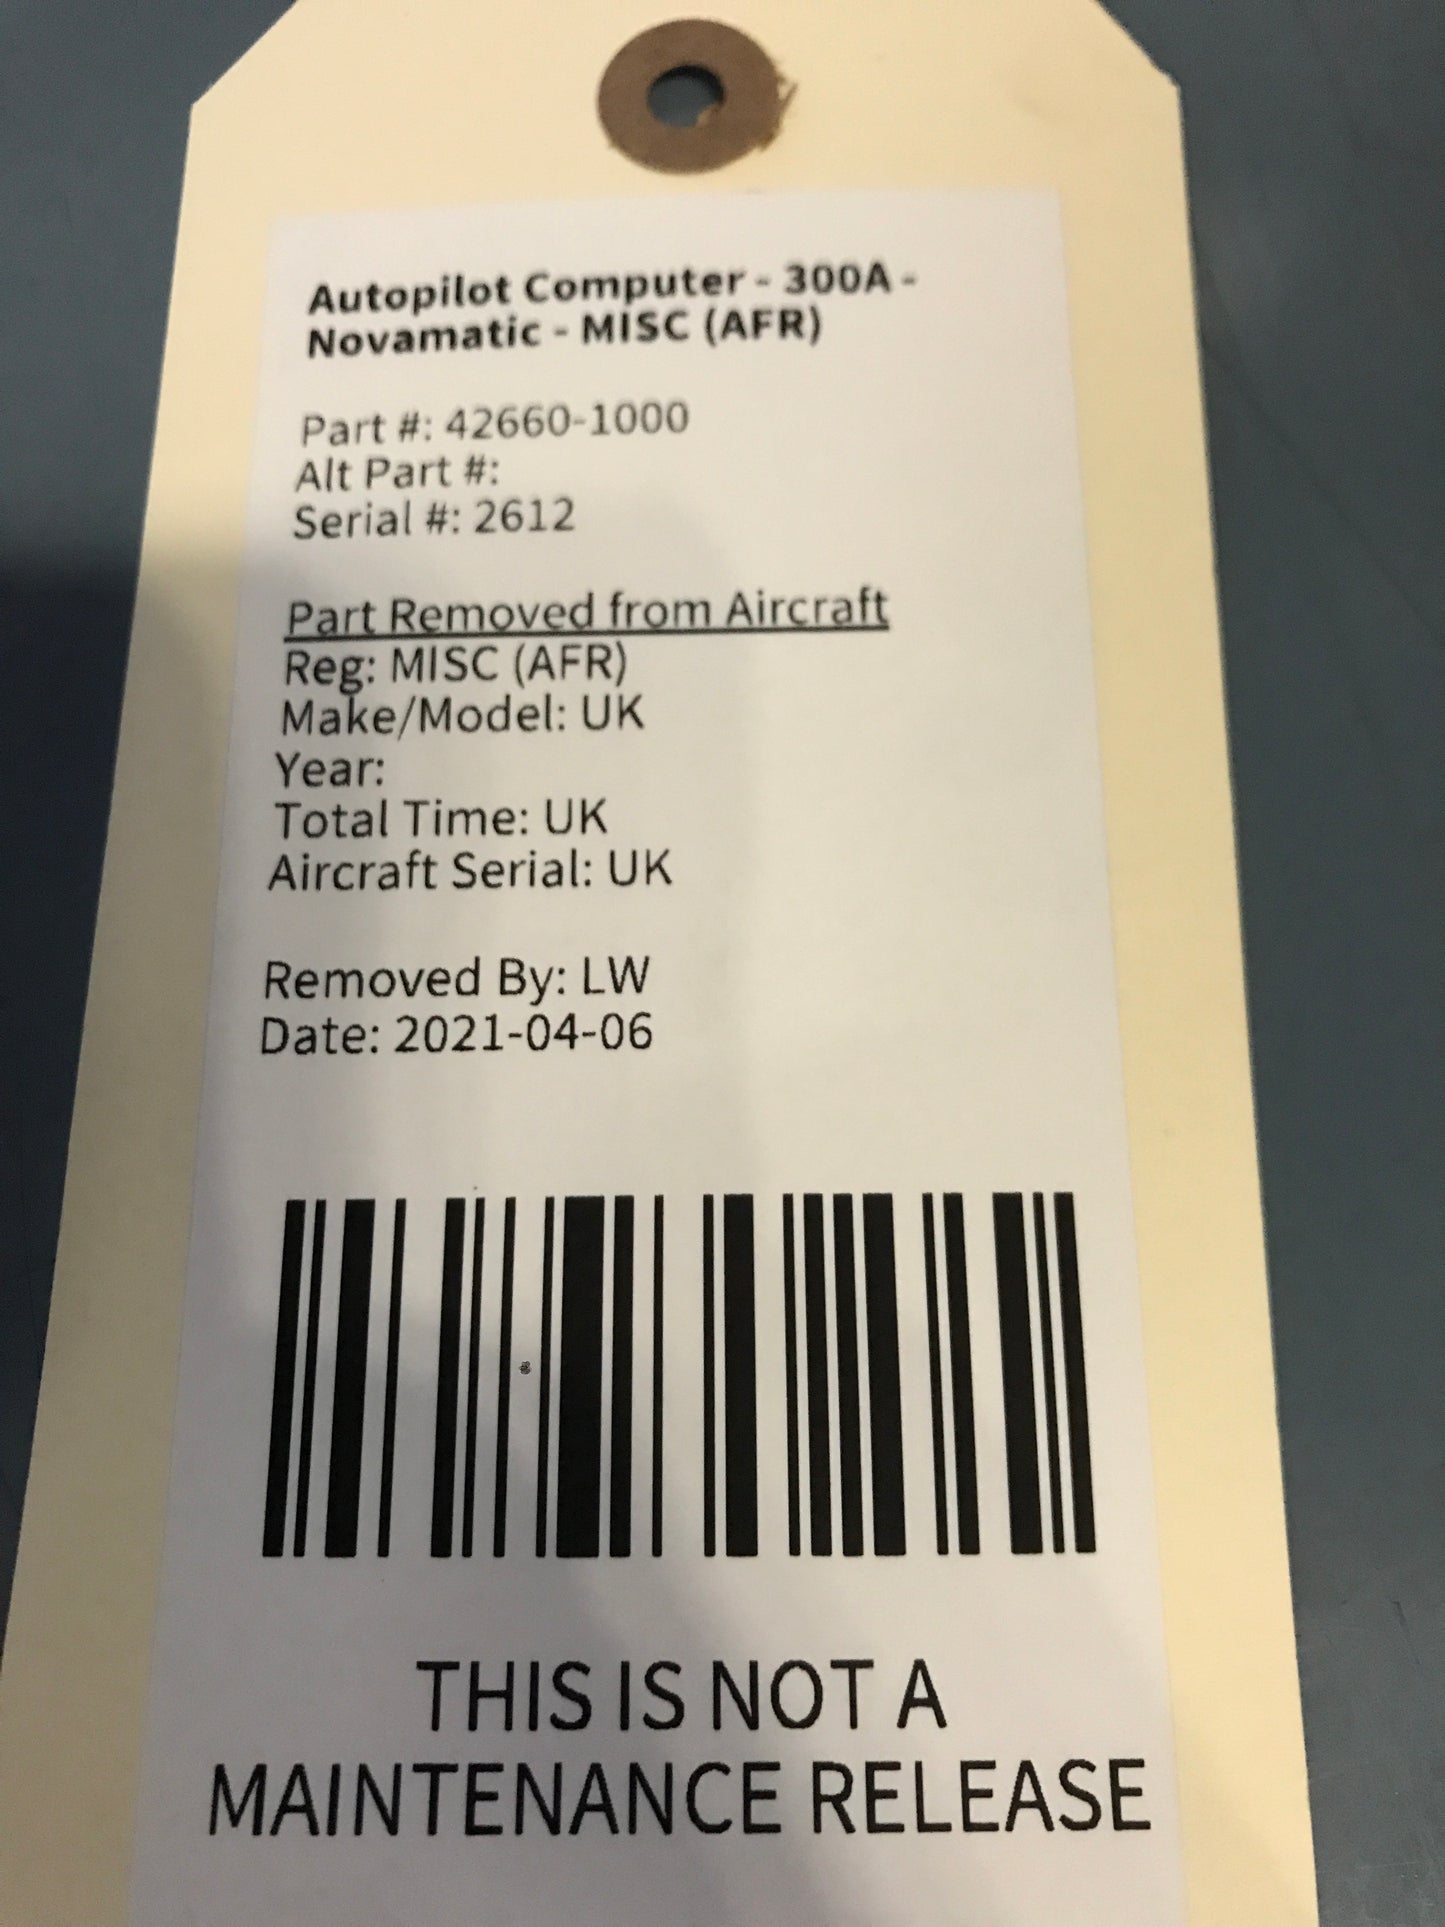 Autopilot Computer - 300A -
Novamatic - MISC (AFR)
Part #: 42660-1000
Alt Part #:
Serial #: 2612
Part Removed from Aircraft
Reg: MISC (AFR)
Make/Model: UK
Year:
Total Time: UK
Aircraft Serial: UK
Removed By: LW
Date: 2021-04-06
THIS IS NOT A
MAINTENANCE RELEASE